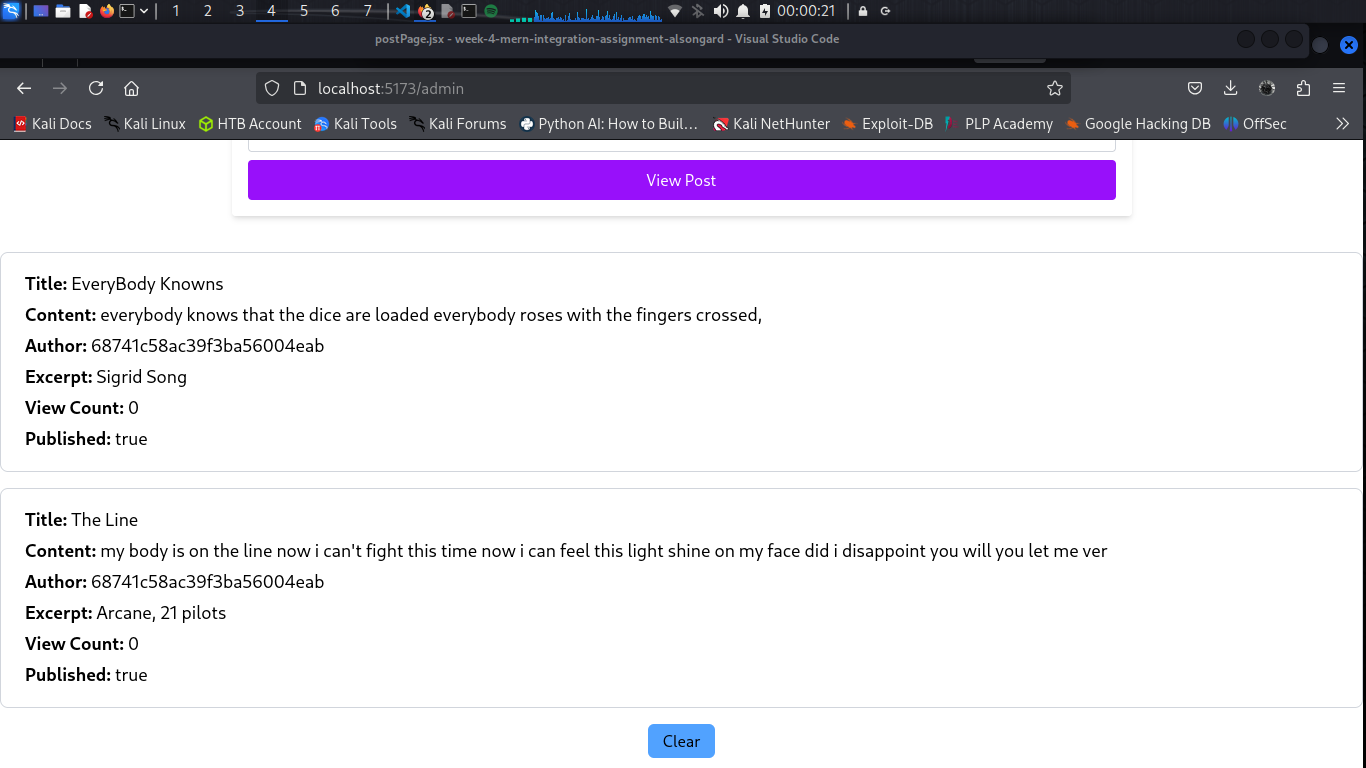 1 2 3 4 5 6 7 2 00:00:21
postPage.jsx - week-4-mern-integration-assignment-alsongard - Visual Studio Code
localhost:5173/admin
Kali Docs Kali Linux HTB Account Kali Tools Kali Forums Python AI: How to Buil… Kali NetHunter Exploit-DB PLP Academy Google Hacking DB OffSec
View Post
Title: EveryBody Knowns
Content: everybody knows that the dice are loaded everybody roses with the fingers crossed,
Author: 68741c58ac39f3ba56004eab
Excerpt: Sigrid Song
View Count: 0
Published: true
Title: The Line
Content: my body is on the line now i can't fight this time now i can feel this light shine on my face did i disappoint you will you let me ver
Author: 68741c58ac39f3ba56004eab
Excerpt: Arcane, 21 pilots
View Count: 0
Published: true
Clear